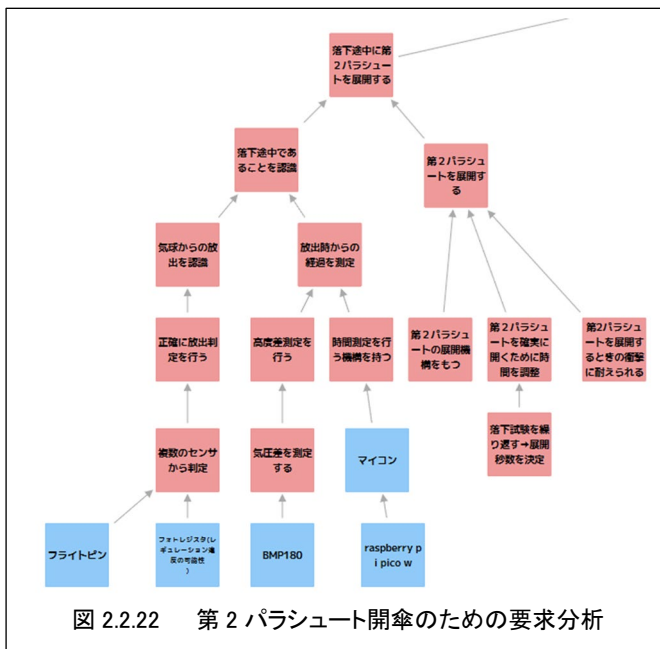 落下途中に第
2パラシュー
トを展開する
落下途中であ
ることを認識
第2パラシュ
ートを展開す
る
気球からの放
出を認識
放出時からの
経過を測定
正確に放出判
定を行う
高度差測定を
行う
時間測定を行
う機構を持つ
第2パラシュ
ートの展開機
構をもつ
第2パラシュ
ートを確実に
開くために時
間を調整
第2パラシュ
ートを展開す
るときの衝撃
に耐えられる
複数のセンサ
から判定
気圧差を測定
する
マイコン
落下試験を繰
り返す→展開
秒数を決定
フライトピン
フォトレジスタ(レ
ギュレーション違
反の可能性
)
BMP180
raspberry p
i pico w
図 2.2.22 第 2 パラシュート開傘のための要求分析